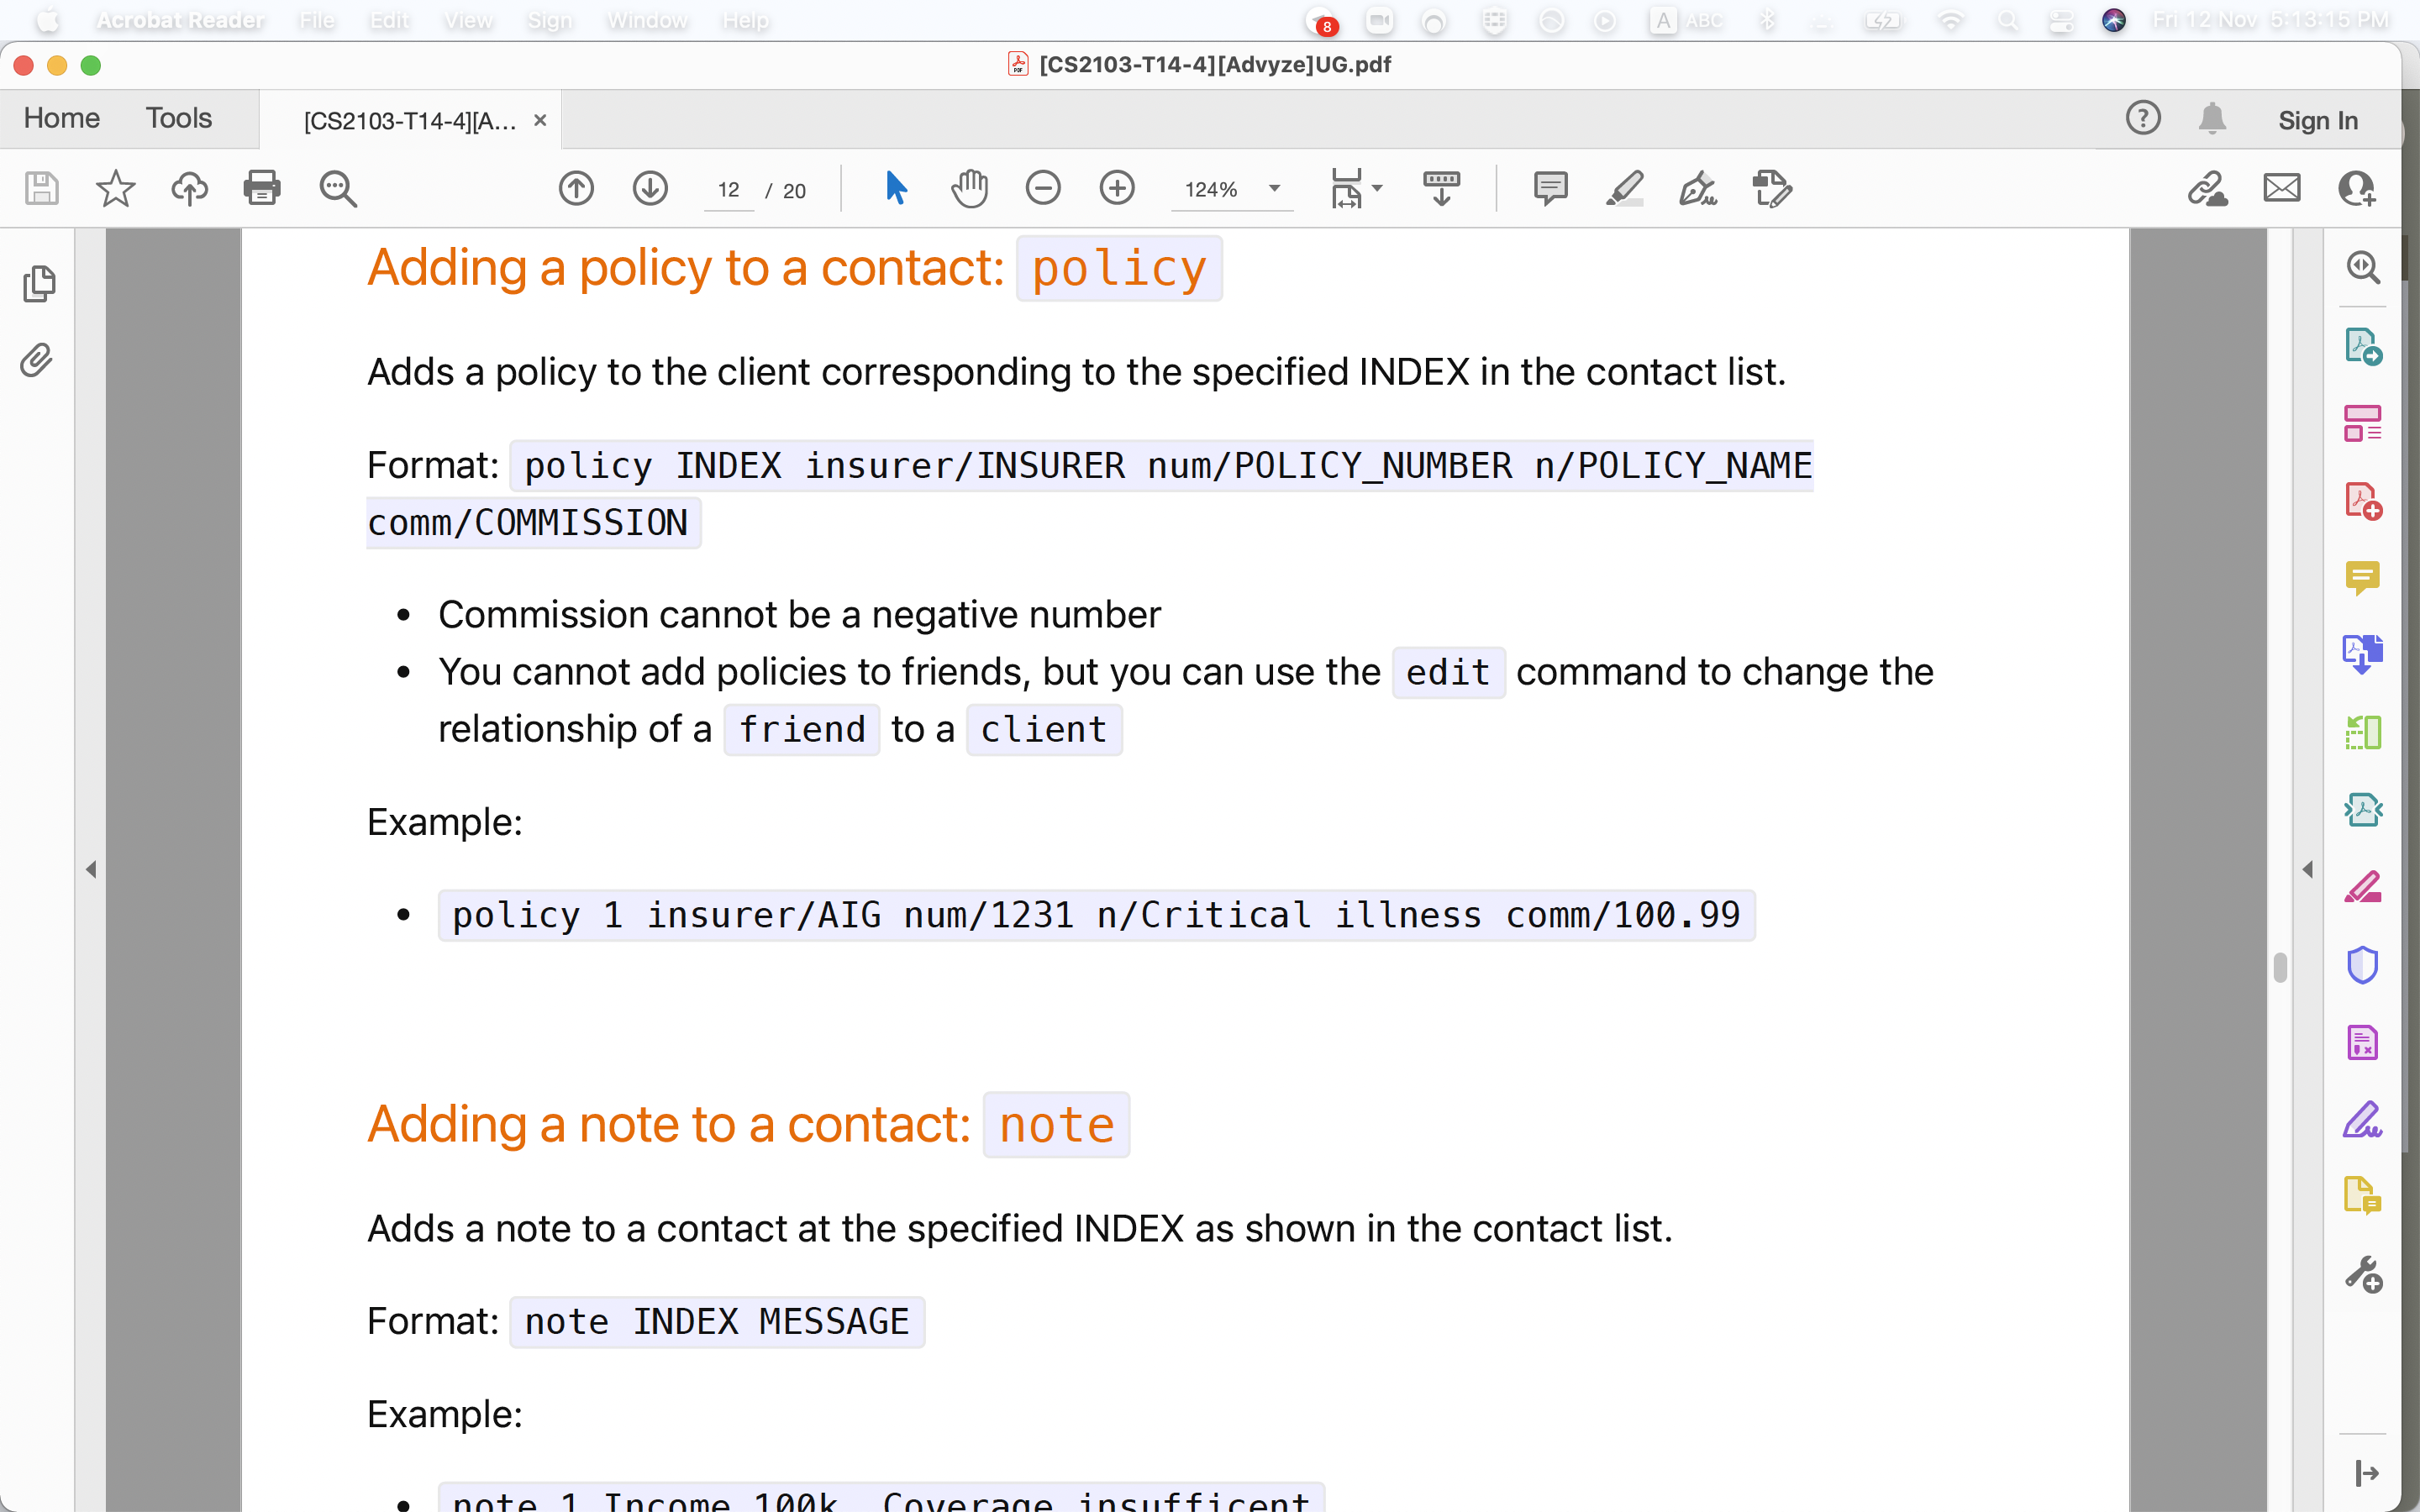 Acrobat Reader File Edit View Sign Window Help 8 A ABC Fri 12 Nov 5:13:15 PM
[CS2103-T14-4][Advyze]UG.pdf
Home Tools [CS2103-T14-4][A... × ? Sign In
12 / 20 124%
Adding a policy to a contact: policy
Adds a policy to the client corresponding to the specified INDEX in the contact list.
Format: policy INDEX insurer/INSURER num/POLICY_NUMBER n/POLICY_NAME
comm/COMMISSION
• Commission cannot be a negative number
• You cannot add policies to friends, but you can use the edit command to change the
relationship of a friend to a client
Example:
• policy 1 insurer/AIG num/1231 n/Critical illness comm/100.99
Adding a note to a contact: note
Adds a note to a contact at the specified INDEX as shown in the contact list.
Format: note INDEX MESSAGE
Example:
• note 1 Income 100k. Coverage insufficent